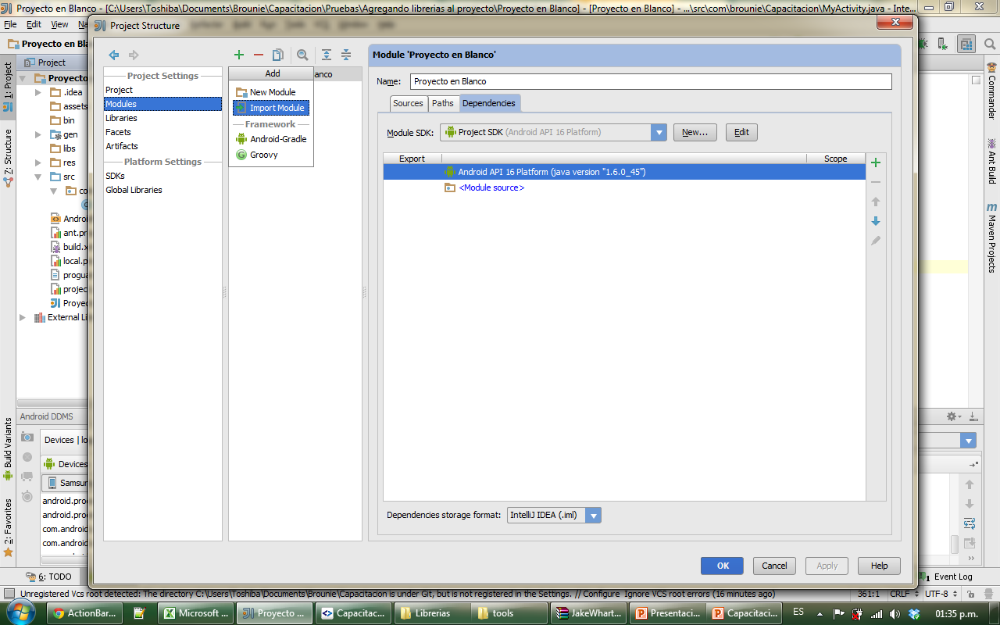 Proyecto en Blanco - [C:\Users\Toshiba\Documents\Brounie\Capacitacion\Pruebas\Agregando librerias al proyecto\Proyecto en Blanco] - [Proyecto en Blanco] - ...\src\com\brounie\Capacitacion\MyActivity.java - Inte...
File Edit View Na
Project Structure
Proyecto en Bl
1: Project
Z: Structure
Build Variants
2: Favorites
Project
Proyecto
.idea
assets
bin
gen
libs
res
src
co
Androi
ant.pr
build.x
local.p
progua
projec
Proye
External Li
Project Settings
Project
Modules
Libraries
Facets
Artifacts
Platform Settings
SDKs
Global Libraries
Add
New Module
Import Module
Framework
Android-Gradle
Groovy
anco
Module 'Proyecto en Blanco'
Name: Proyecto en Blanco
Sources Paths Dependencies
Module SDK: Project SDK (Android API 16 Platform) New... Edit
Export Scope
Android API 16 Platform (java version "1.6.0_45")
<Module source>
Dependencies storage format: IntelliJ IDEA (.iml)
OK Cancel Apply Help
Commander
Ant Build
m Maven Projects
Android DDMS
Devices | lo
Devices
Samsu
android.proc
android.proc
com.android
com.android
6: TODO
1 Event Log
Unregistered Vcs root detected: The directory C:\Users\Toshiba\Documents\Brounie\Capacitacion is under Git, but is not registered in the Settings. // Configure Ignore VCS root errors (16 minutes ago) 361:1 CRLF UTF-8
ActionBar... Microsoft ... Proyecto ... Capacitac... Librerias tools JakeWhart... Presentaci... Capacitaci... ES 01:35 p.m.